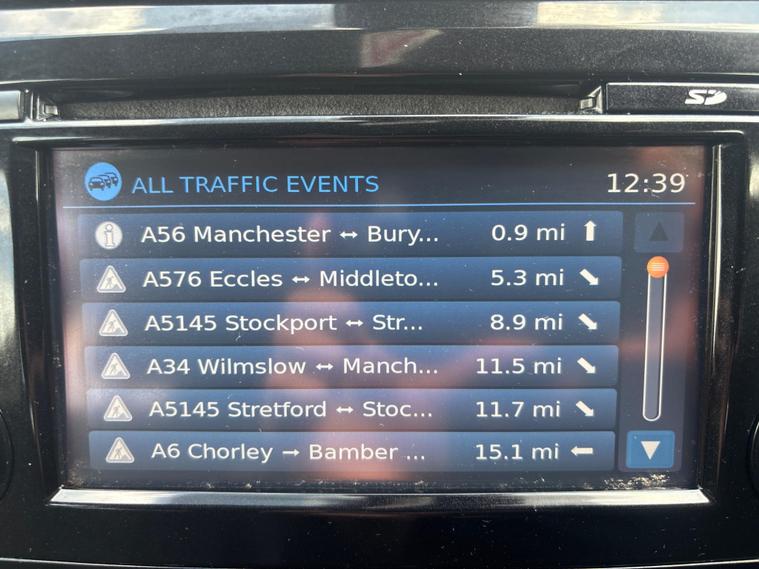 SD
ALL TRAFFIC EVENTS 12:39
A56 Manchester ↔ Bury... 0.9 mi
A576 Eccles ↔ Middleto... 5.3 mi
A5145 Stockport ↔ Str... 8.9 mi
A34 Wilmslow ↔ Manch... 11.5 mi
A5145 Stretford ↔ Stoc... 11.7 mi
A6 Chorley → Bamber ... 15.1 mi